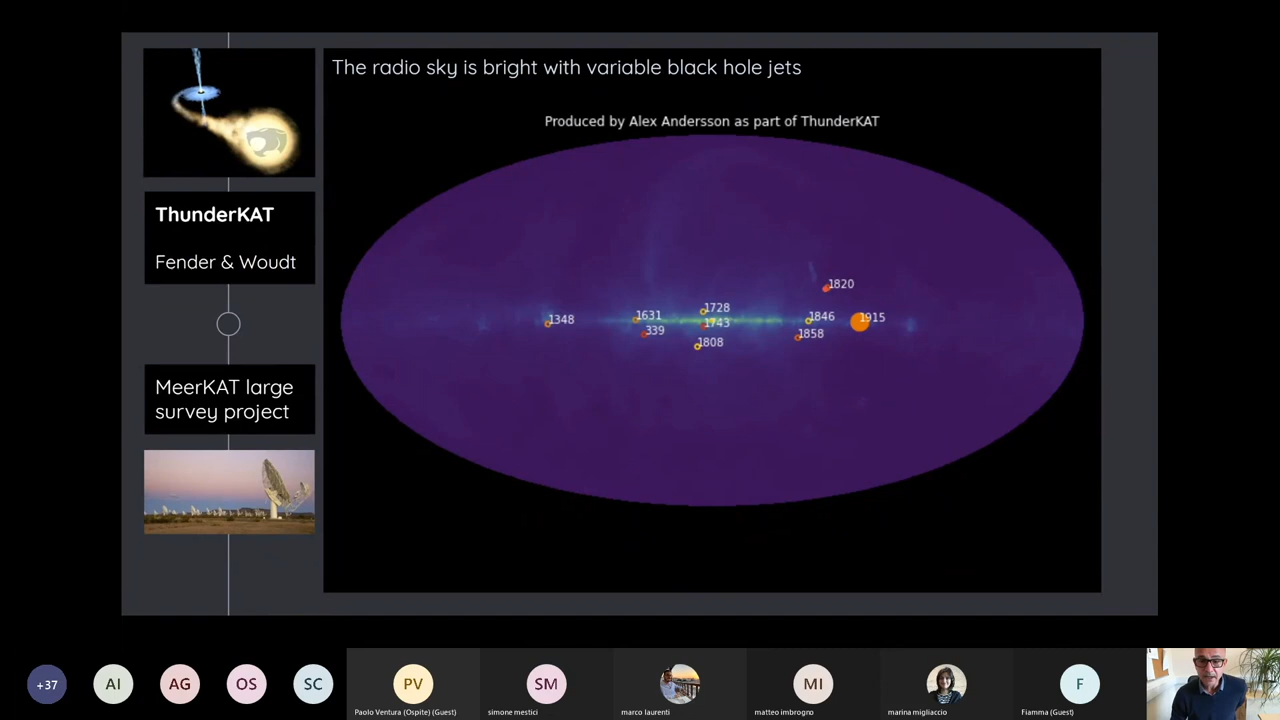 The radio sky is bright with variable black hole jets
Produced by Alex Andersson as part of ThunderKAT
ThunderKAT
Fender & Woudt
MeerKAT large
survey project
1820
1348
1631
339
1728
1743
1808
1846
1858
1915
+37
AI
AG
OS
SC
PV
SM
MI
F
Paolo Ventura (Ospite) (Guest)
simone mestici
marco laurenti
matteo imbrogno
marina migliaccio
Fiamma (Guest)